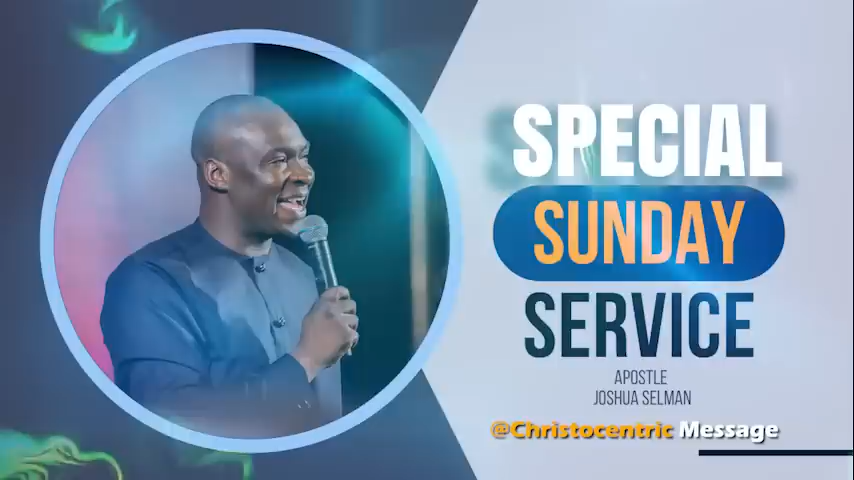 SPECIAL
SUNDAY
SERVICE
APOSTLE
JOSHUA SELMAN
@Christocentric Message